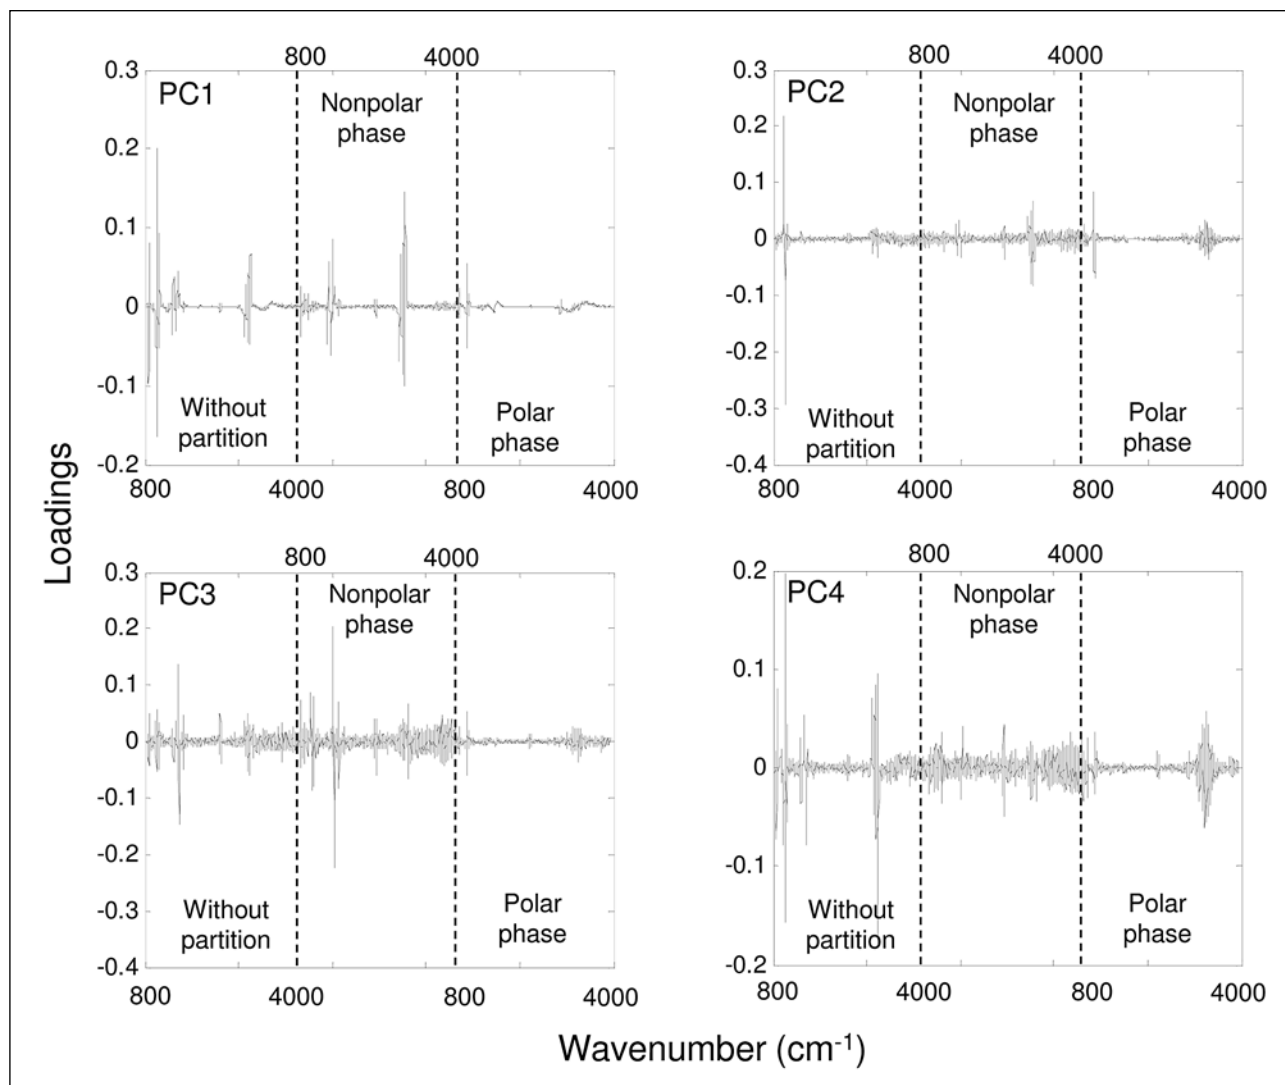 800 4000
0.3
PC1
Nonpolar
phase
0.2
0.1
0
-0.1
Without
partition
Polar
phase
-0.2
800 4000 800 4000
800 4000
0.3
PC2
Nonpolar
phase
0.2
0.1
0
-0.1
-0.2
-0.3
Without
partition
Polar
phase
-0.4
800 4000 800 4000
Loadings
800 4000
0.3
PC3
Nonpolar
phase
0.2
0.1
0
-0.1
-0.2
-0.3
Without
partition
Polar
phase
-0.4
800 4000 800 4000
800 4000
0.2
PC4
Nonpolar
phase
0.1
0
-0.1
Without
partition
Polar
phase
-0.2
800 4000 800 4000
Wavenumber (cm⁻¹)